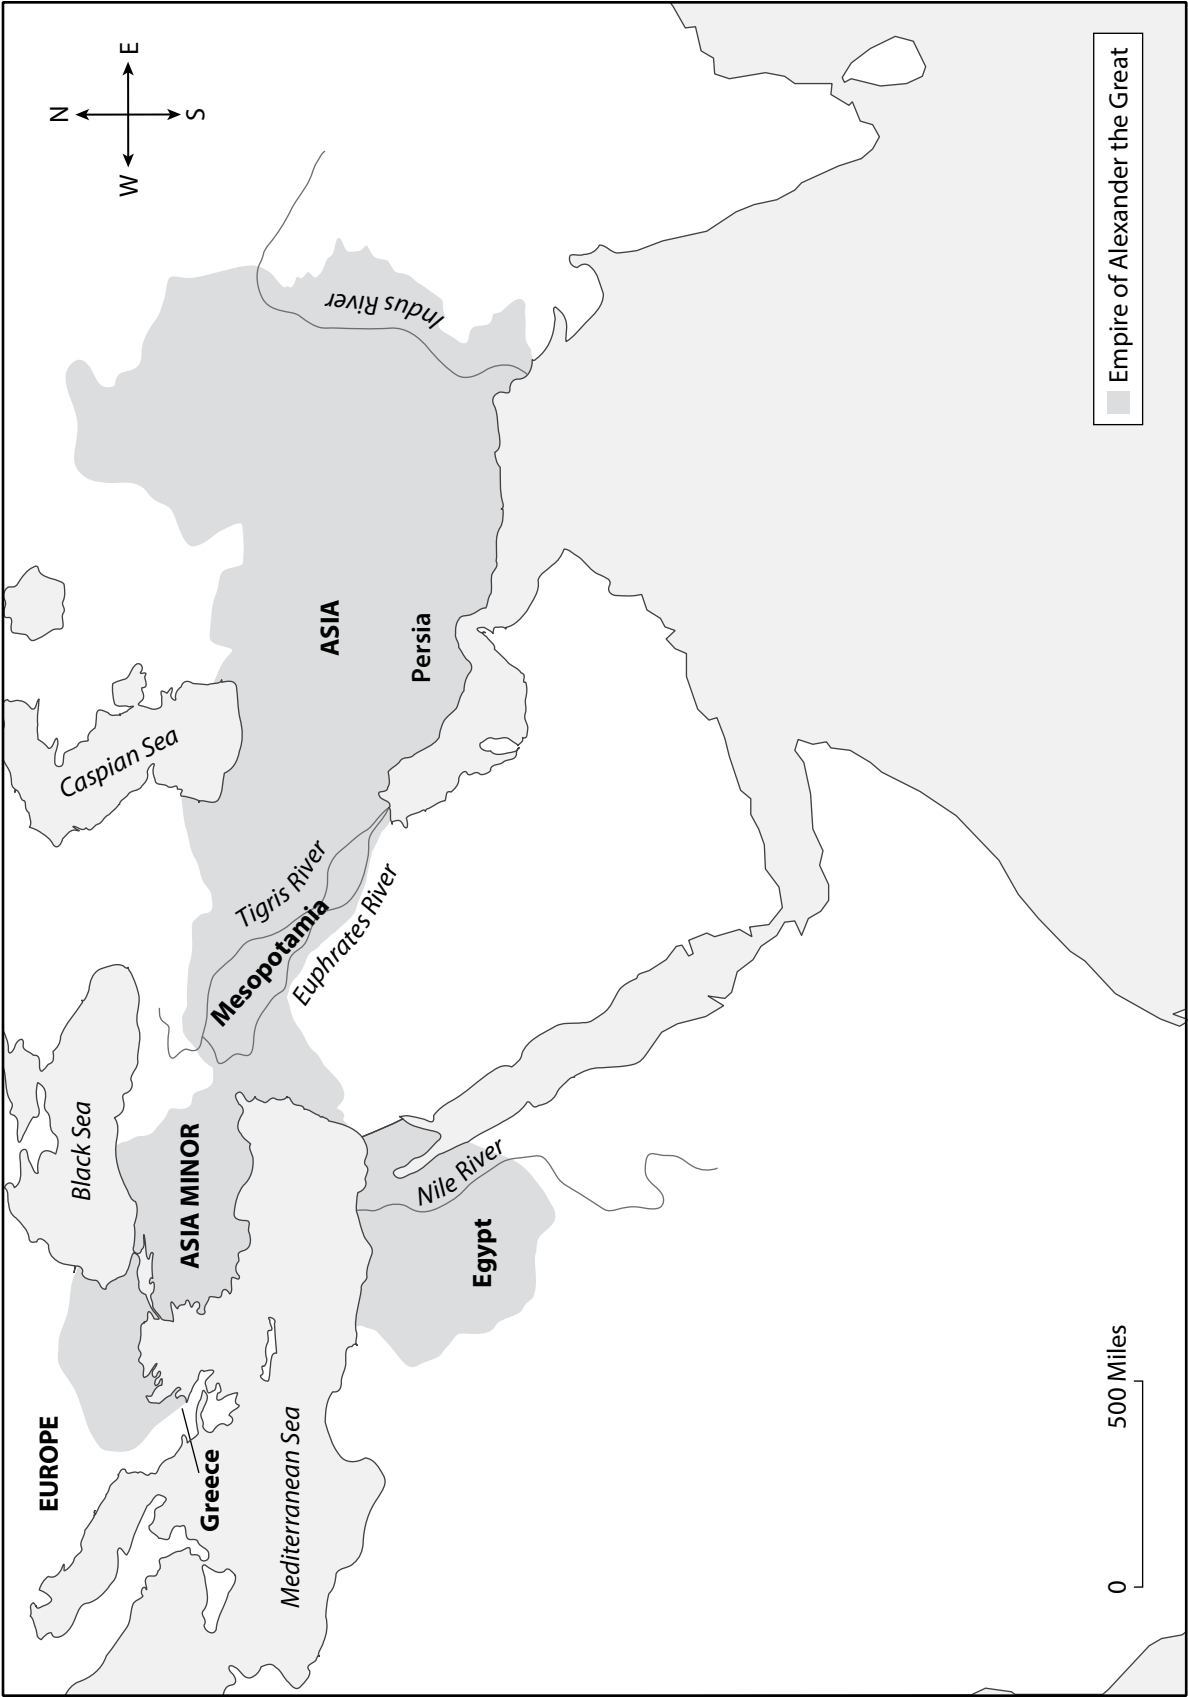 N
W
E
S
EUROPE
Black Sea
Caspian Sea
Greece
ASIA MINOR
Mesopotamia
Tigris River
Euphrates River
ASIA
Indus River
Mediterranean Sea
Persia
Egypt
Nile River
0
500 Miles
Empire of Alexander the Great